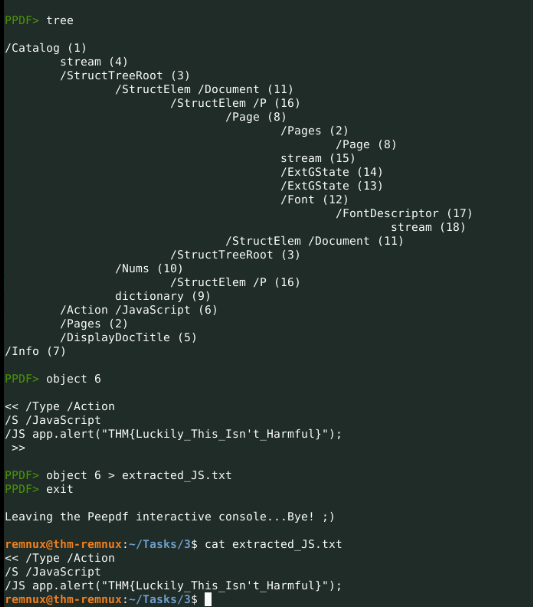 PPDF> tree
/Catalog (1)
stream (4)
/StructTreeRoot (3)
/StructElem /Document (11)
/StructElem /P (16)
/Page (8)
/Pages (2)
/Page (8)
stream (15)
/ExtGState (14)
/ExtGState (13)
/Font (12)
/FontDescriptor (17)
stream (18)
/StructElem /Document (11)
/StructTreeRoot (3)
/Nums (10)
/StructElem /P (16)
dictionary (9)
/Action /JavaScript (6)
/Pages (2)
/DisplayDocTitle (5)
/Info (7)
PPDF> object 6
<< /Type /Action
/S /JavaScript
/JS app.alert("THM{Luckily_This_Isn't_Harmful}");
>>
PPDF> object 6 > extracted_JS.txt
PPDF> exit
Leaving the Peepdf interactive console...Bye! ;)
remnux@thm-remnux:~/Tasks/3$ cat extracted_JS.txt
<< /Type /Action
/S /JavaScript
/JS app.alert("THM{Luckily_This_Isn't_Harmful}");
remnux@thm-remnux:~/Tasks/3$